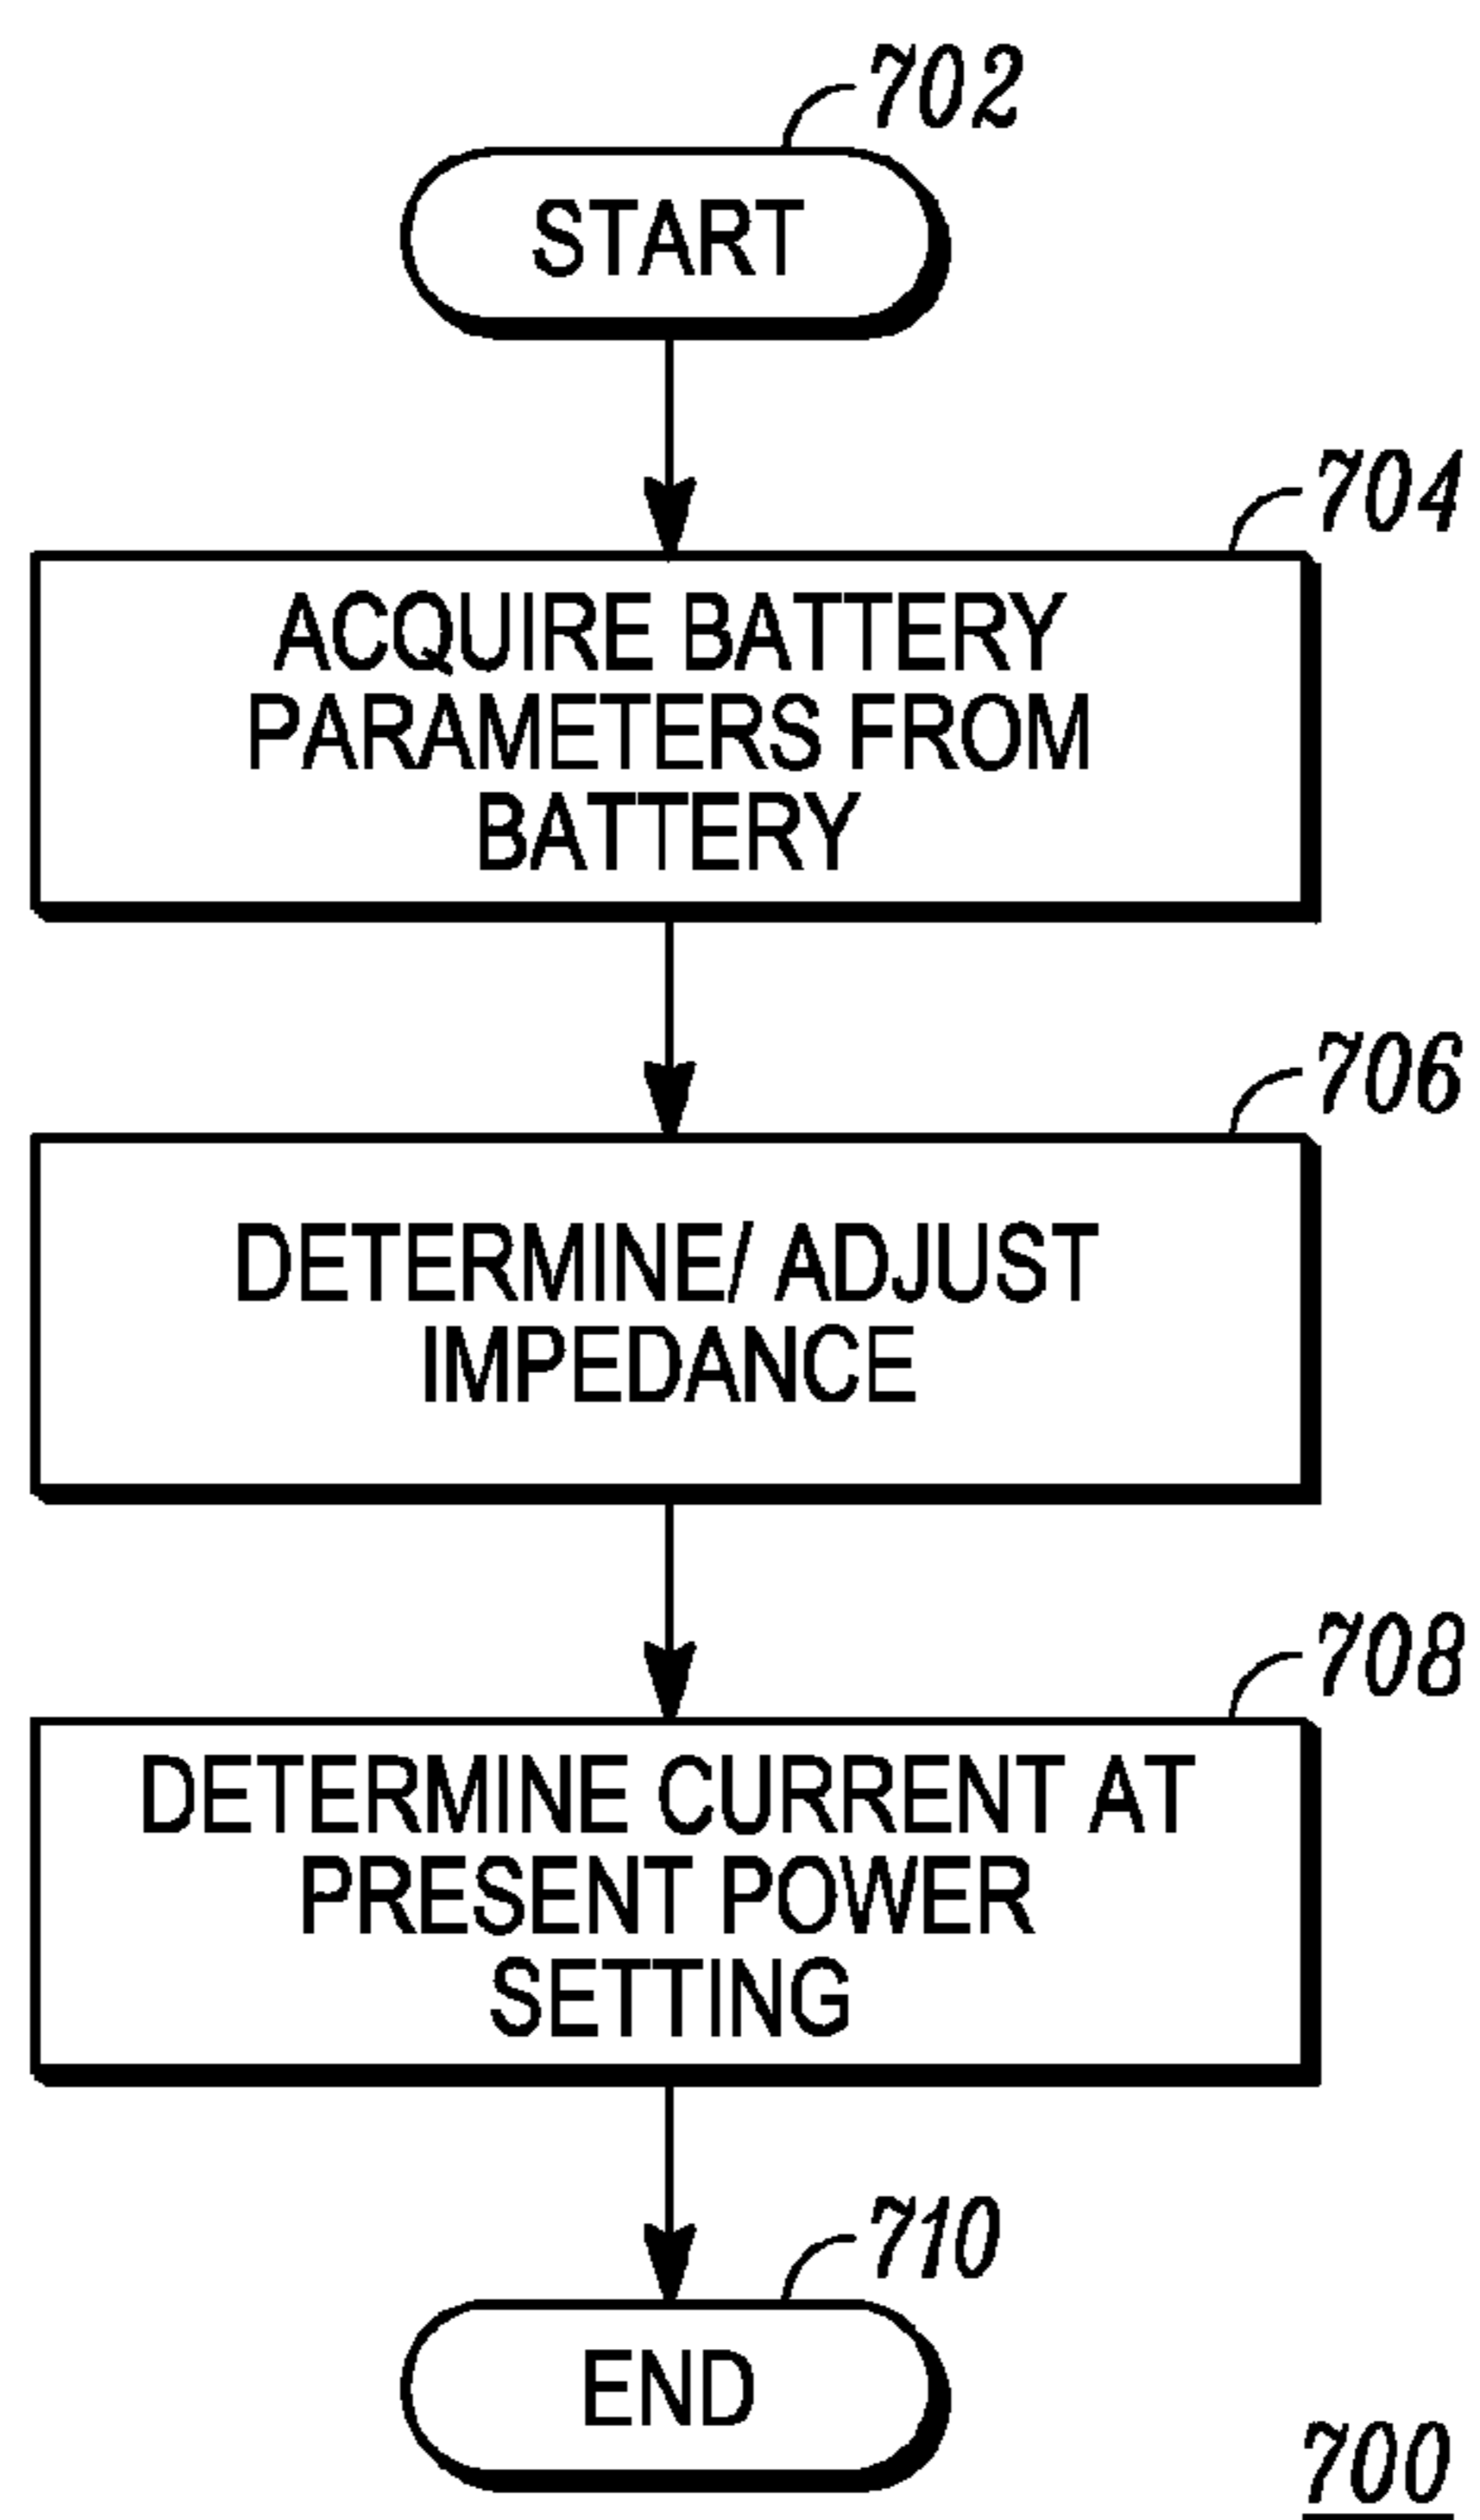 702
START
704
ACQUIRE BATTERY
PARAMETERS FROM
BATTERY
706
DETERMINE/ ADJUST
IMPEDANCE
708
DETERMINE CURRENT AT
PRESENT POWER
SETTING
710
END
700